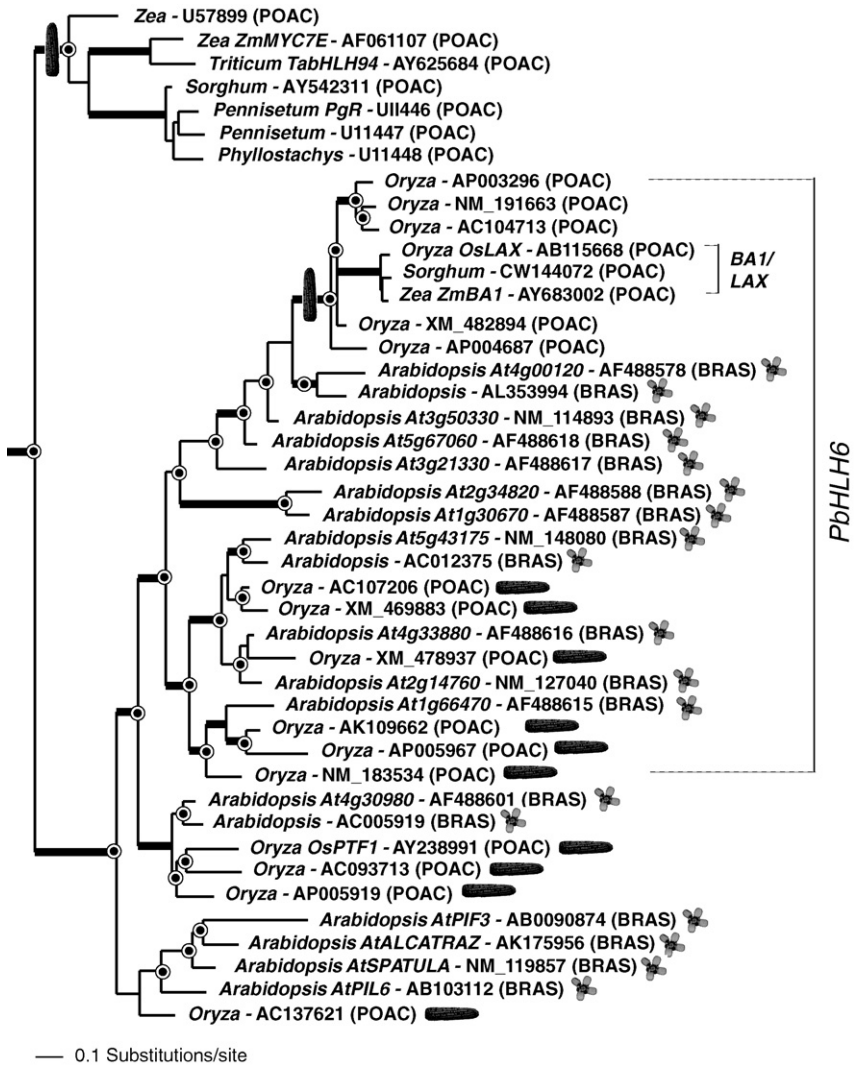 Zea - U57899 (POAC)
Zea ZmMYC7E - AF061107 (POAC)
Triticum TabHLH94 - AY625684 (POAC)
Sorghum - AY542311 (POAC)
Pennisetum PgR - UII446 (POAC)
Pennisetum - U11447 (POAC)
Phyllostachys - U11448 (POAC)
Oryza - AP003296 (POAC)
Oryza - NM_191663 (POAC)
Oryza - AC104713 (POAC)
Oryza OsLAX - AB115668 (POAC)
Sorghum - CW144072 (POAC)
Zea ZmBA1 - AY683002 (POAC)
BA1/
LAX
Oryza - XM_482894 (POAC)
Oryza - AP004687 (POAC)
Arabidopsis At4g00120 - AF488578 (BRAS)
Arabidopsis - AL353994 (BRAS)
Arabidopsis At3g50330 - NM_114893 (BRAS)
Arabidopsis At5g67060 - AF488618 (BRAS)
Arabidopsis At3g21330 - AF488617 (BRAS)
Arabidopsis At2g34820 - AF488588 (BRAS)
Arabidopsis At1g30670 - AF488587 (BRAS)
PbHLH6
Arabidopsis At5g43175 - NM_148080 (BRAS)
Arabidopsis - AC012375 (BRAS)
Oryza - AC107206 (POAC)
Oryza - XM_469883 (POAC)
Arabidopsis At4g33880 - AF488616 (BRAS)
Oryza - XM_478937 (POAC)
Arabidopsis At2g14760 - NM_127040 (BRAS)
Arabidopsis At1g66470 - AF488615 (BRAS)
Oryza - AK109662 (POAC)
Oryza - AP005967 (POAC)
Oryza - NM_183534 (POAC)
Arabidopsis At4g30980 - AF488601 (BRAS)
Arabidopsis - AC005919 (BRAS)
Oryza OsPTF1 - AY238991 (POAC)
Oryza - AC093713 (POAC)
Oryza - AP005919 (POAC)
Arabidopsis AtPIF3 - AB0090874 (BRAS)
Arabidopsis AtALCATRAZ - AK175956 (BRAS)
Arabidopsis AtSPATULA - NM_119857 (BRAS)
Arabidopsis AtPIL6 - AB103112 (BRAS)
Oryza - AC137621 (POAC)
0.1 Substitutions/site